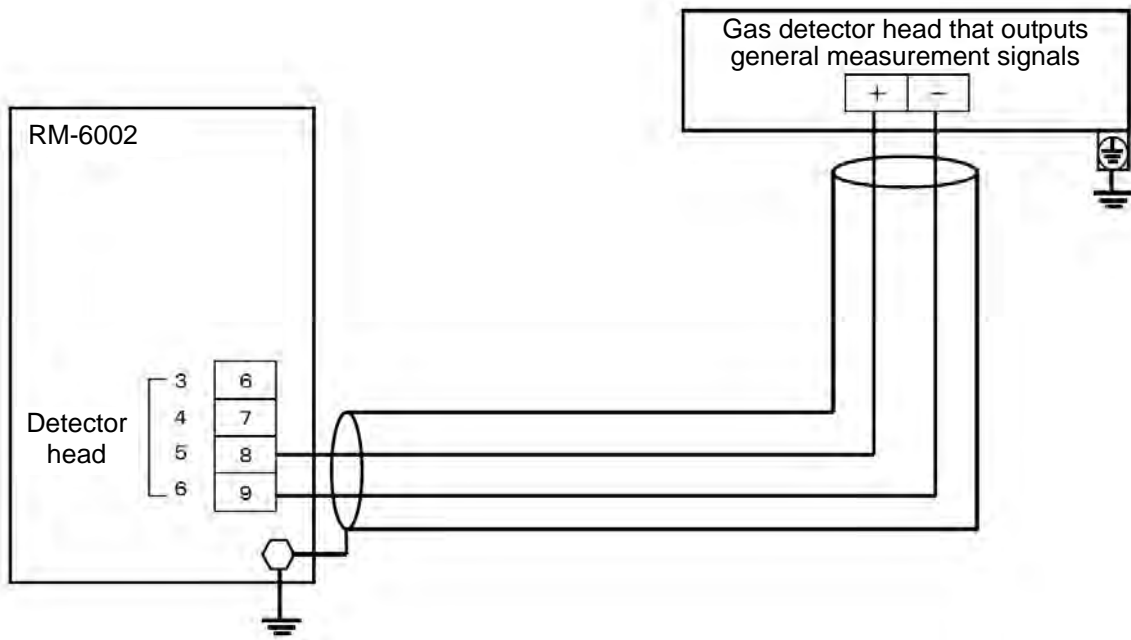 Gas detector head that outputs
general measurement signals
+ −
RM-6002
3 6
4 7
5 8
6 9
Detector
head